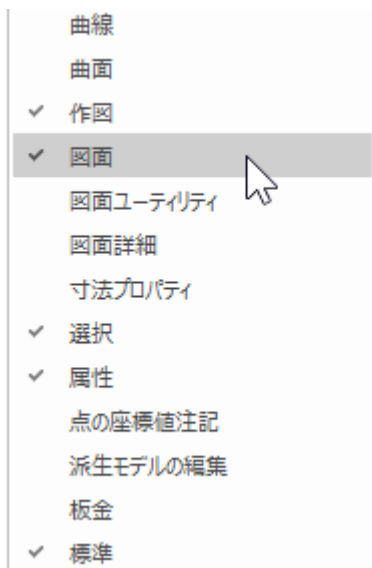 曲線
曲面
作図
図面
図面ユーティリティ
図面詳細
寸法プロパティ
選択
属性
点の座標値注記
派生モデルの編集
板金
標準